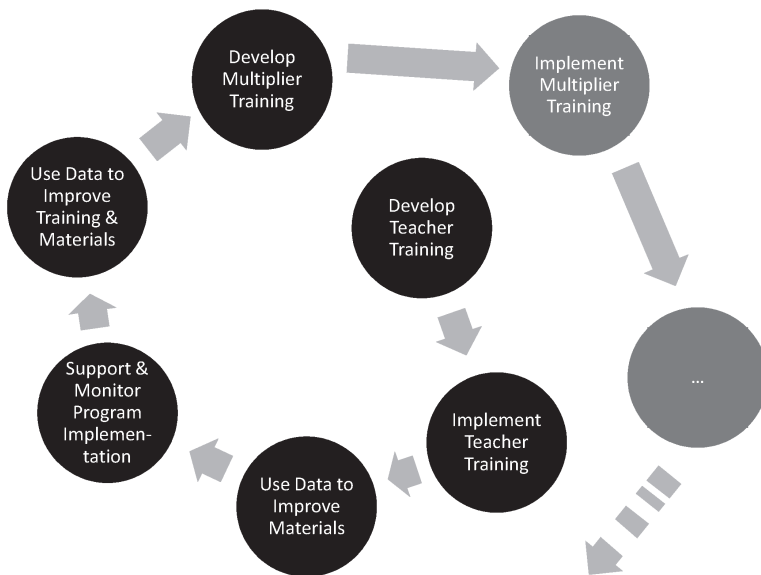 Develop
Multiplier
Training
Implement
Multiplier
Training
Use Data to
Improve
Training &
Materials
Develop
Teacher
Training
Support &
Monitor
Program
Implemen-
tation
...
Implement
Teacher
Training
Use Data to
Improve
Materials